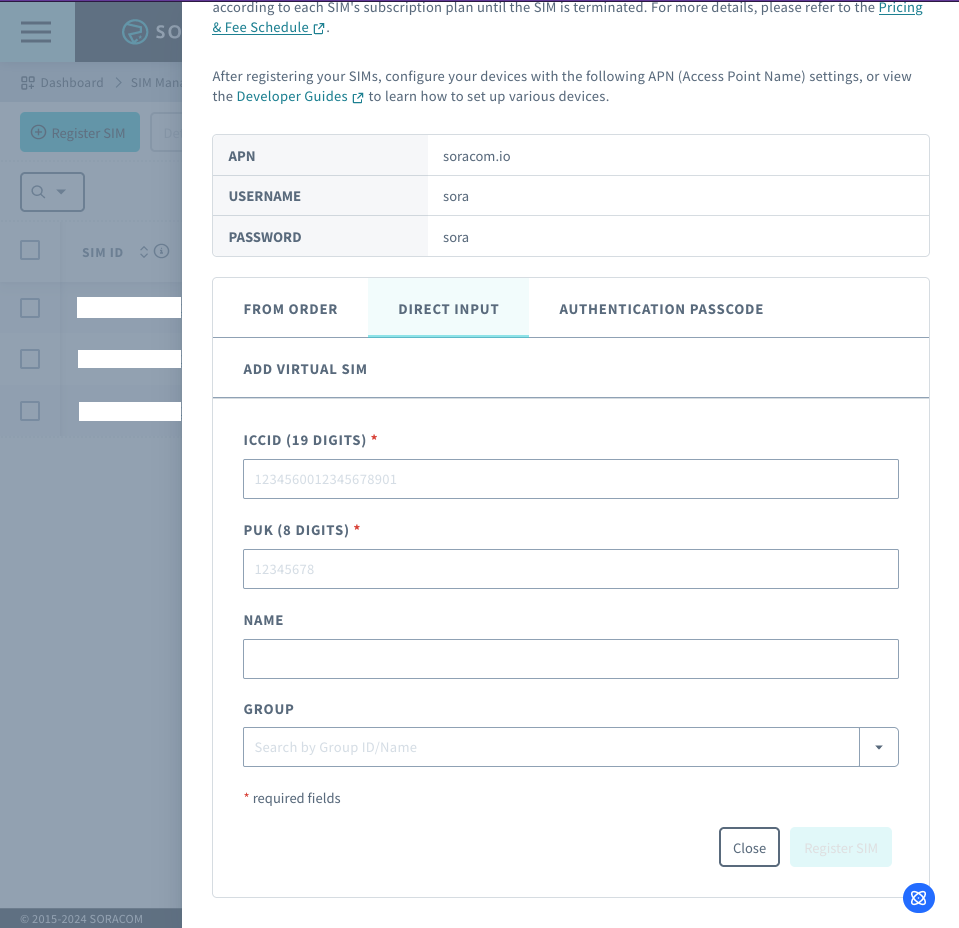 according to each SIM's subscription plan until the SIM is terminated. For more details, please refer to the Pricing
& Fee Schedule.
SO
Dashboard > SIM Man
After registering your SIMs, configure your devices with the following APN (Access Point Name) settings, or view
the Developer Guides to learn how to set up various devices.
Register SIM
De
APN soracom.io
USERNAME sora
PASSWORD sora
SIM ID
FROM ORDER DIRECT INPUT AUTHENTICATION PASSCODE
ADD VIRTUAL SIM
ICCID (19 DIGITS) *
1234560012345678901
PUK (8 DIGITS) *
12345678
NAME
GROUP
Search by Group ID/Name
* required fields
Close Register SIM
© 2015-2024 SORACOM